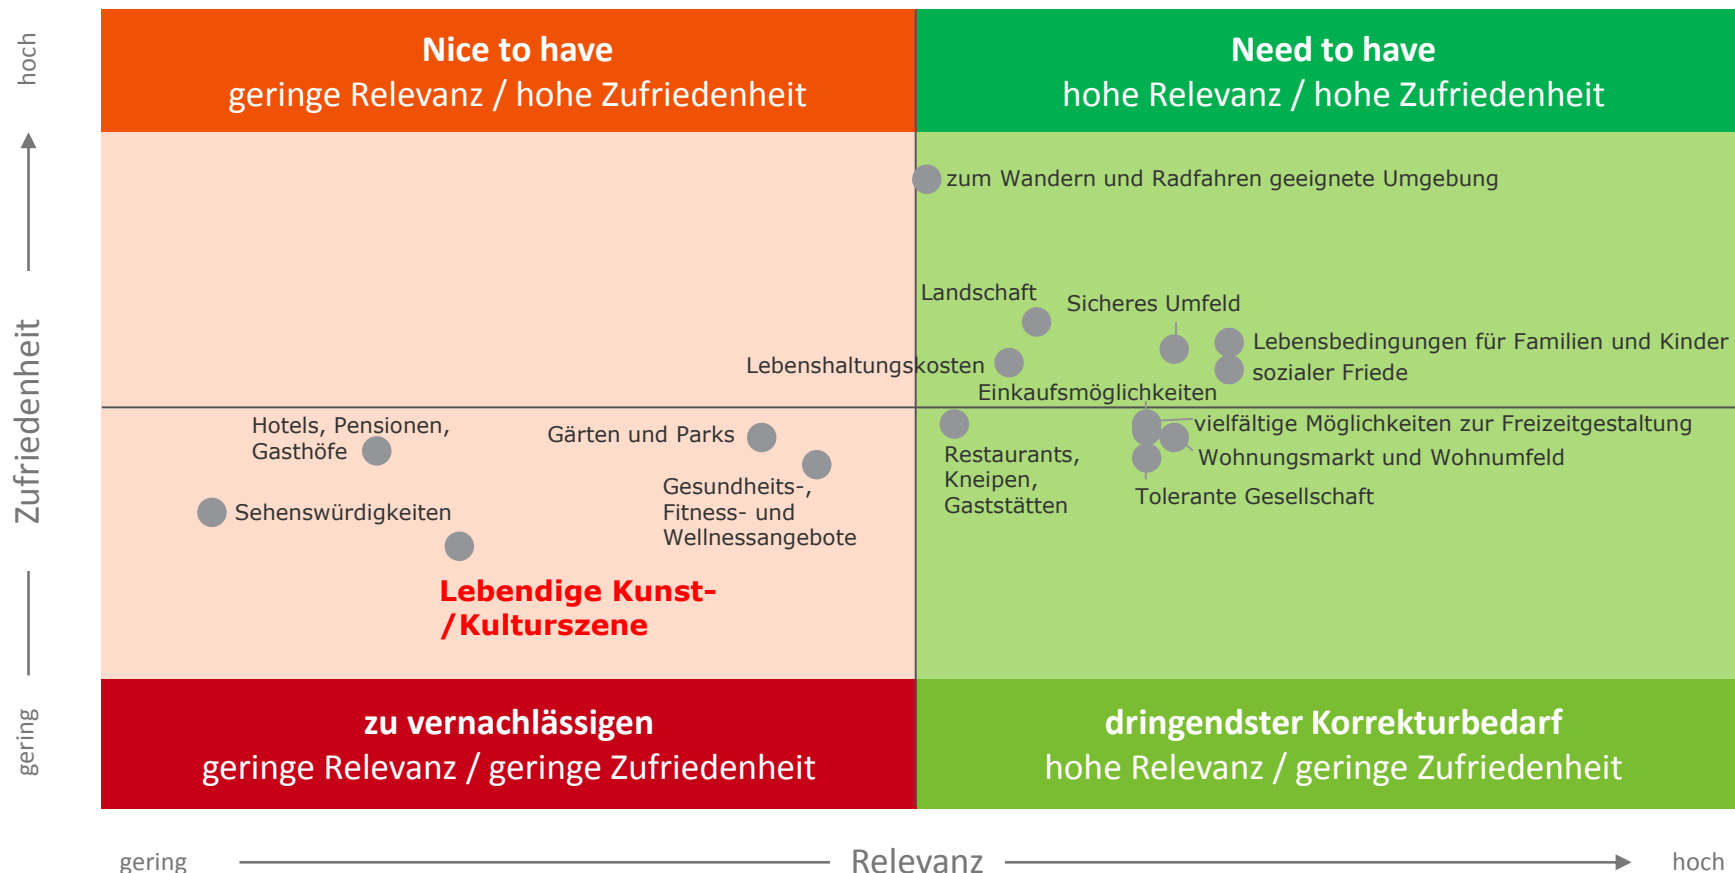 Nice to have
geringe Relevanz / hohe Zufriedenheit
Need to have
hohe Relevanz / hohe Zufriedenheit
hoch
Zufriedenheit
gering
zum Wandern und Radfahren geeignete Umgebung
Landschaft
Sicheres Umfeld
Lebensbedingungen für Familien und Kinder
Lebenshaltungskosten
sozialer Friede
Einkaufsmöglichkeiten
Hotels, Pensionen,
Gasthöfe
Gärten und Parks
vielfältige Möglichkeiten zur Freizeitgestaltung
Restaurants,
Kneipen,
Gaststätten
Wohnungsmarkt und Wohnumfeld
Tolerante Gesellschaft
Gesundheits-,
Fitness- und
Wellnessangebote
Sehenswürdigkeiten
Lebendige Kunst-
/Kulturszene
zu vernachlässigen
geringe Relevanz / geringe Zufriedenheit
dringendster Korrekturbedarf
hohe Relevanz / geringe Zufriedenheit
gering
Relevanz
hoch